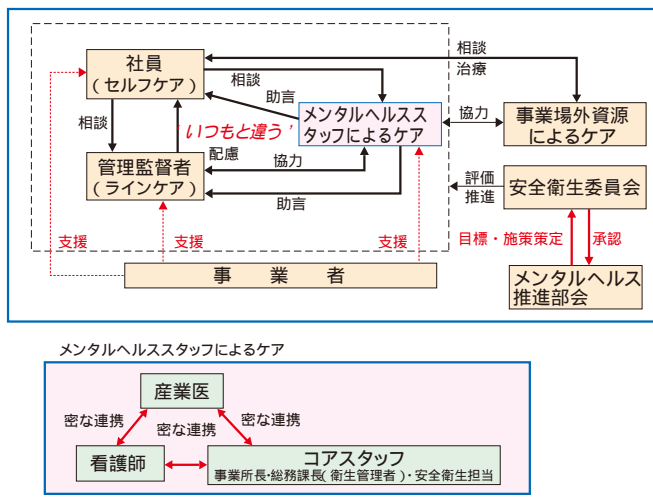 社員
(セルフケア)
相談
治療
相談
助言
相談
'いつもと違う'
配慮
メンタルヘルスス
タッフによるケア
協力
事業場外資源
によるケア
管理監督者
(ラインケア)
協力
助言
評価
推進
安全衛生委員会
支援
支援
支援
目標・施策策定
承認
事業者
メンタルヘルス
推進部会
メンタルヘルススタッフによるケア
産業医
密な連携
密な連携
密な連携
看護師
コアスタッフ
事業所長・総務課長(衛生管理者)・安全衛生担当